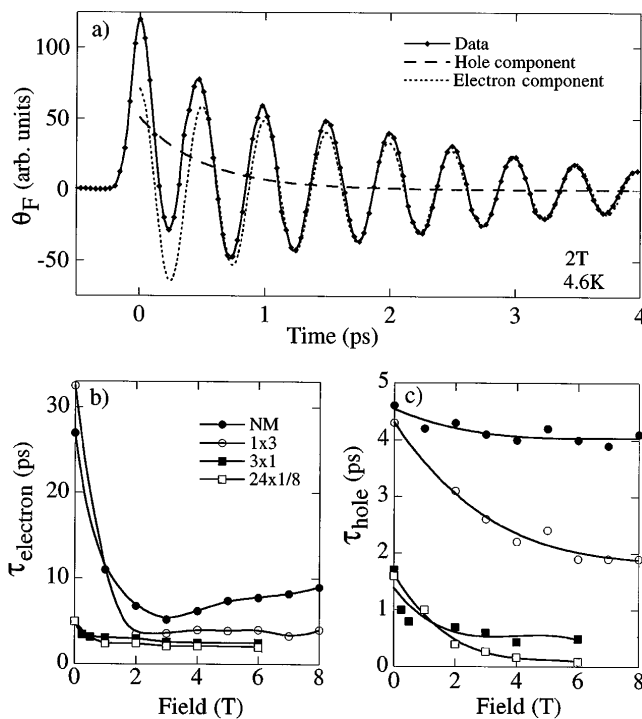 a)
Data
Hole component
Electron component
100
50
0
-50
θF (arb. units)
2T
4.6K
0 1 2 3 4
Time (ps)
b)
NM
1x3
3x1
24x1/8
30
20
10
0
τelectron (ps)
0 2 4 6 8
Field (T)
c)
5
4
3
2
1
0
τhole (ps)
0 2 4 6 8
Field (T)